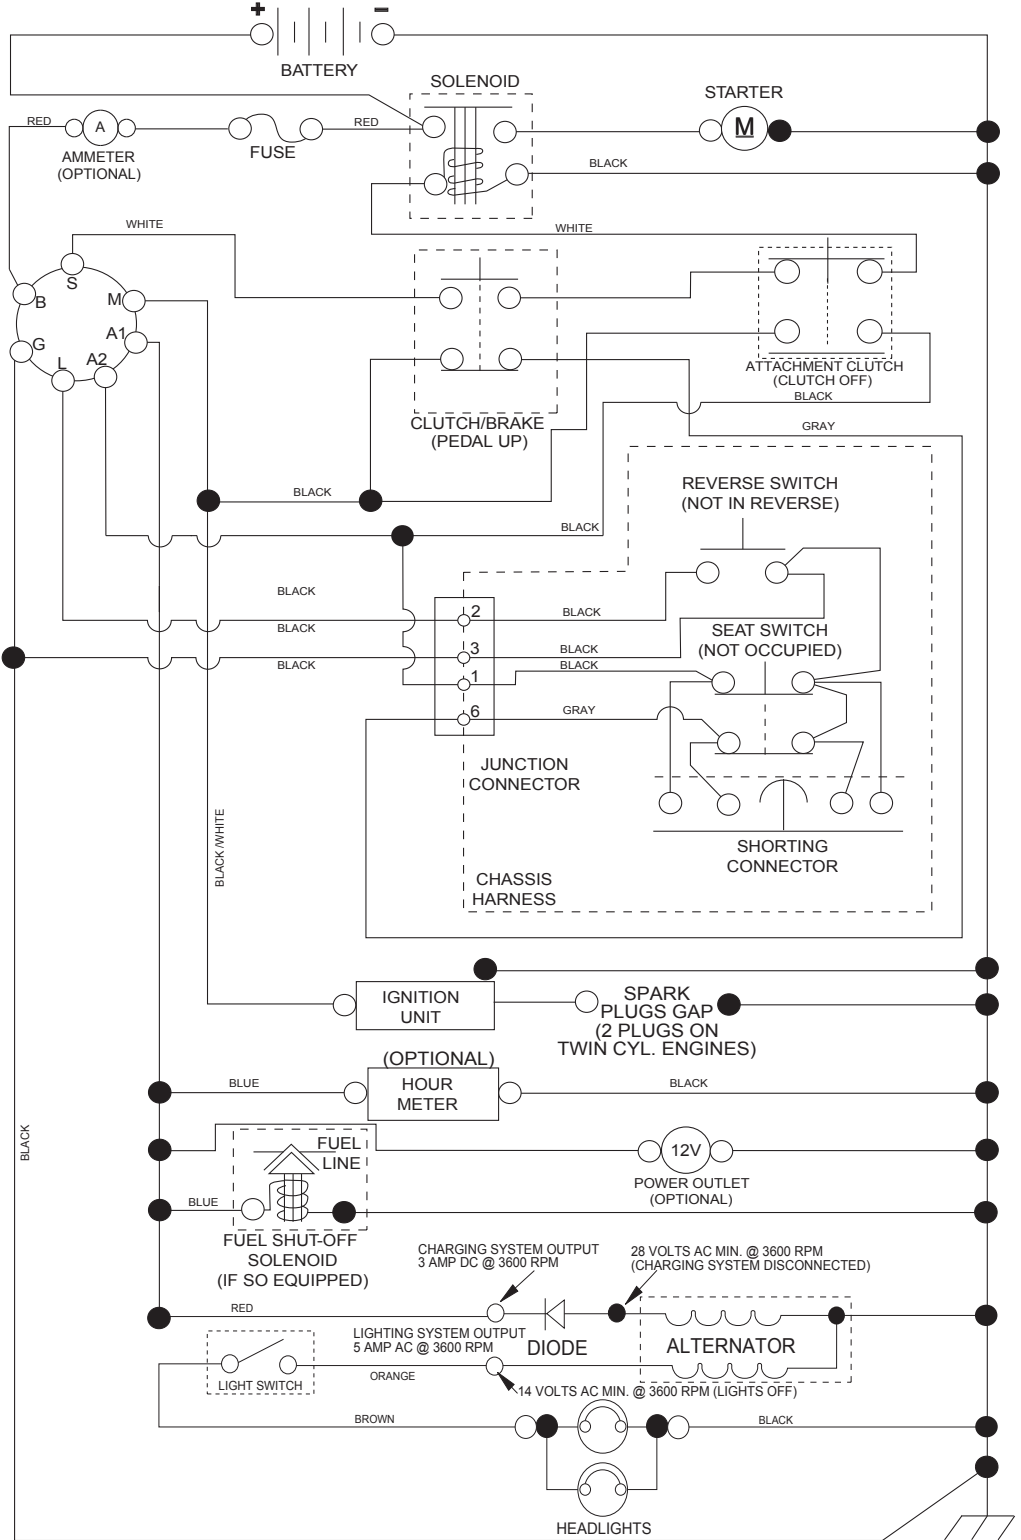 + −
BATTERY
SOLENOID
STARTER
RED
A
RED
M
AMMETER
(OPTIONAL)
FUSE
BLACK
WHITE
WHITE
S
B
M
A1
G
L
A2
ATTACHMENT CLUTCH
(CLUTCH OFF)
BLACK
CLUTCH/BRAKE
(PEDAL UP)
GRAY
REVERSE SWITCH
(NOT IN REVERSE)
BLACK
BLACK
BLACK
2
BLACK
BLACK
SEAT SWITCH
(NOT OCCUPIED)
3
BLACK
BLACK
BLACK
1
6
GRAY
JUNCTION
CONNECTOR
SHORTING
CONNECTOR
CHASSIS
HARNESS
BLACK /WHITE
IGNITION
UNIT
SPARK
PLUGS GAP
(2 PLUGS ON
TWIN CYL. ENGINES)
(OPTIONAL)
BLUE
HOUR
METER
BLACK
BLACK
FUEL
LINE
12V
POWER OUTLET
(OPTIONAL)
BLUE
FUEL SHUT-OFF
SOLENOID
(IF SO EQUIPPED)
CHARGING SYSTEM OUTPUT
3 AMP DC @ 3600 RPM
28 VOLTS AC MIN. @ 3600 RPM
(CHARGING SYSTEM DISCONNECTED)
RED
LIGHTING SYSTEM OUTPUT
5 AMP AC @ 3600 RPM
DIODE
ALTERNATOR
LIGHT SWITCH
ORANGE
14 VOLTS AC MIN. @ 3600 RPM (LIGHTS OFF)
BROWN
BLACK
HEADLIGHTS